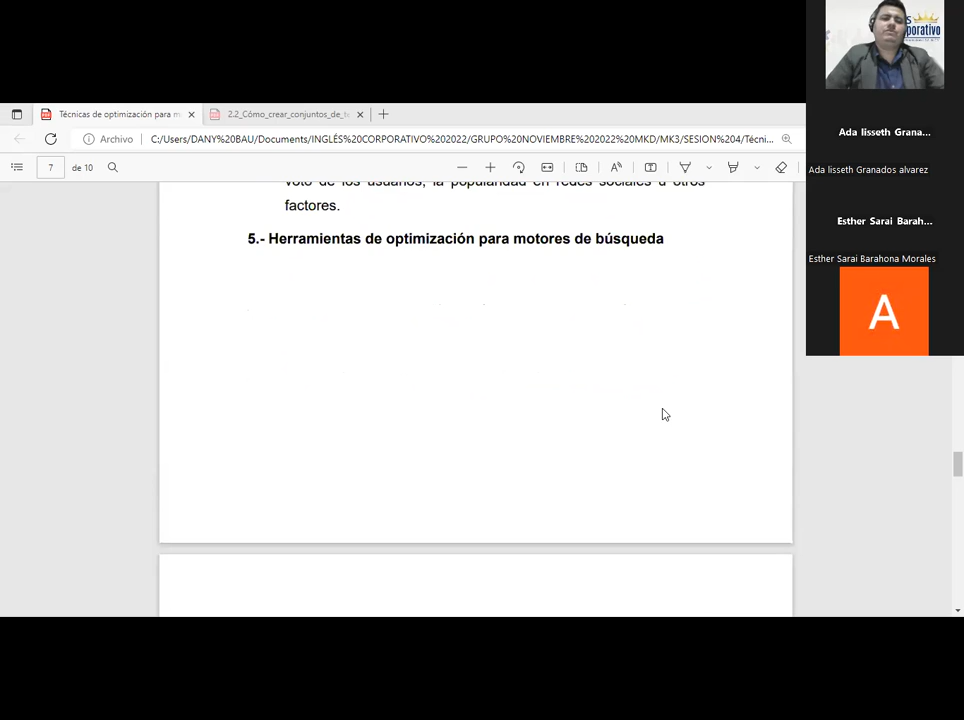 s
porativo
Técnicas de optimización para m
2.2_Cómo_crear_conjuntos_de_t
Archivo
C:/Users/DANY%20BAU/Documents/INGLÉS%20CORPORATIVO%202022/GRUPO%20NOVIEMBRE%202022%20MKD/MK3/SESION%204/Técni...
7 de 10
voto de los usuarios, la popularidad en redes sociales u otros
factores.
5.- Herramientas de optimización para motores de búsqueda
Ada lisseth Grana...
Ada lisseth Granados alvarez
Esther Sarai Barah...
Esther Sarai Barahona Morales
A